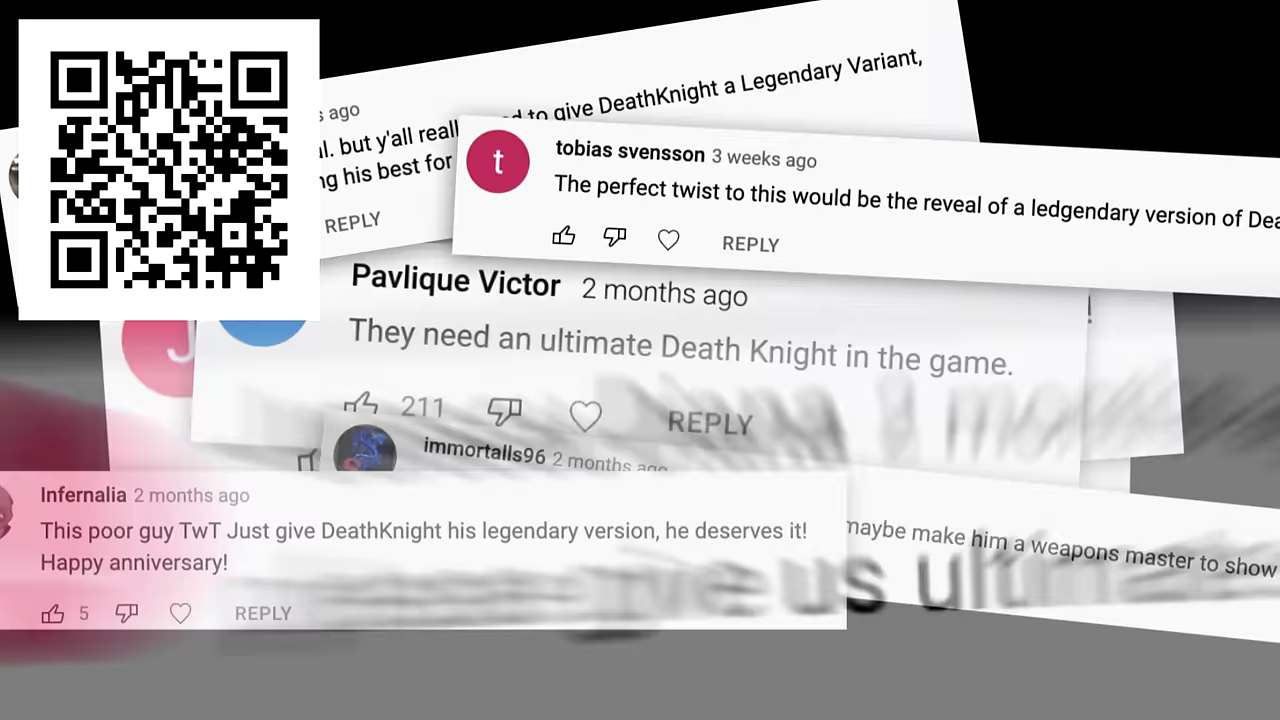 s ago
to give DeathKnight a Legendary Variant,
but y'all
ng his best for
REPLY
t
tobias svensson 3 weeks ago
The perfect twist to this would be the reveal of a ledgendary version of
REPLY
J
Pavlique Victor 2 months ago
They need an ultimate Death Knight in the game.
211
REPLY
immortalls96 2 months ago
Infernalia 2 months ago
This poor guy TwT Just give DeathKnight his legendary version, he deserves it!
Happy anniversary!
5
REPLY
maybe make him a weapons master to show
give us